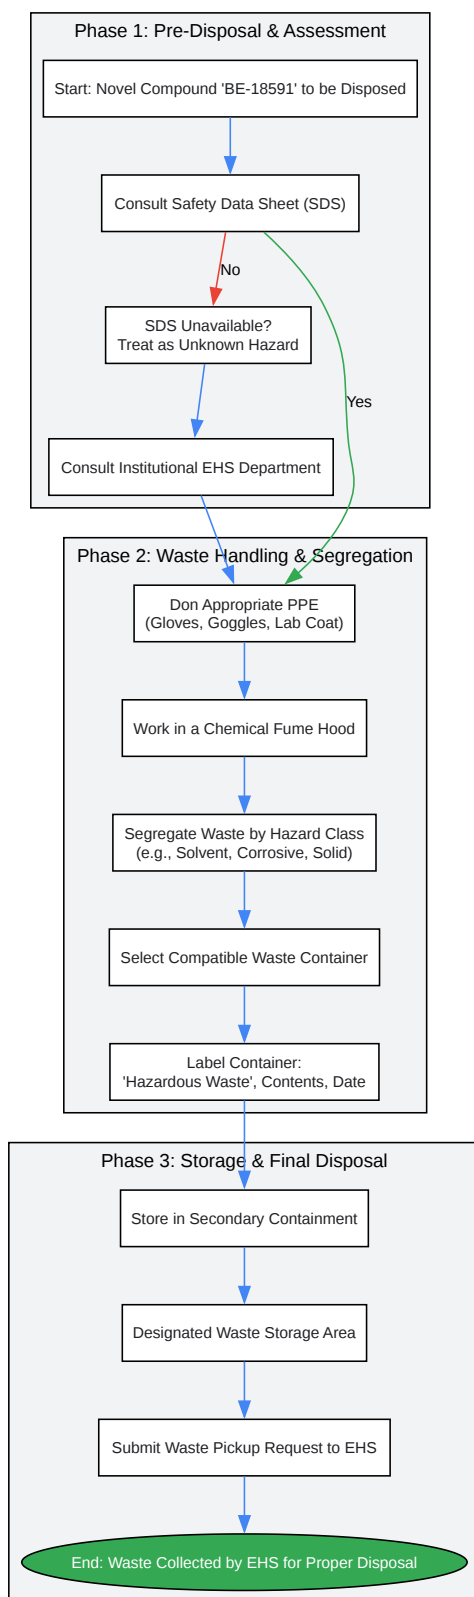 Phase 1: Pre-Disposal & Assessment
Start: Novel Compound 'BE-18591' to be Disposed
Consult Safety Data Sheet (SDS)
No
SDS Unavailable?
Treat as Unknown Hazard
Yes
Consult Institutional EHS Department
Phase 2: Waste Handling & Segregation
Don Appropriate PPE
(Gloves, Goggles, Lab Coat)
Work in a Chemical Fume Hood
Segregate Waste by Hazard Class
(e.g., Solvent, Corrosive, Solid)
Select Compatible Waste Container
Label Container:
'Hazardous Waste', Contents, Date
Phase 3: Storage & Final Disposal
Store in Secondary Containment
Designated Waste Storage Area
Submit Waste Pickup Request to EHS
End: Waste Collected by EHS for Proper Disposal